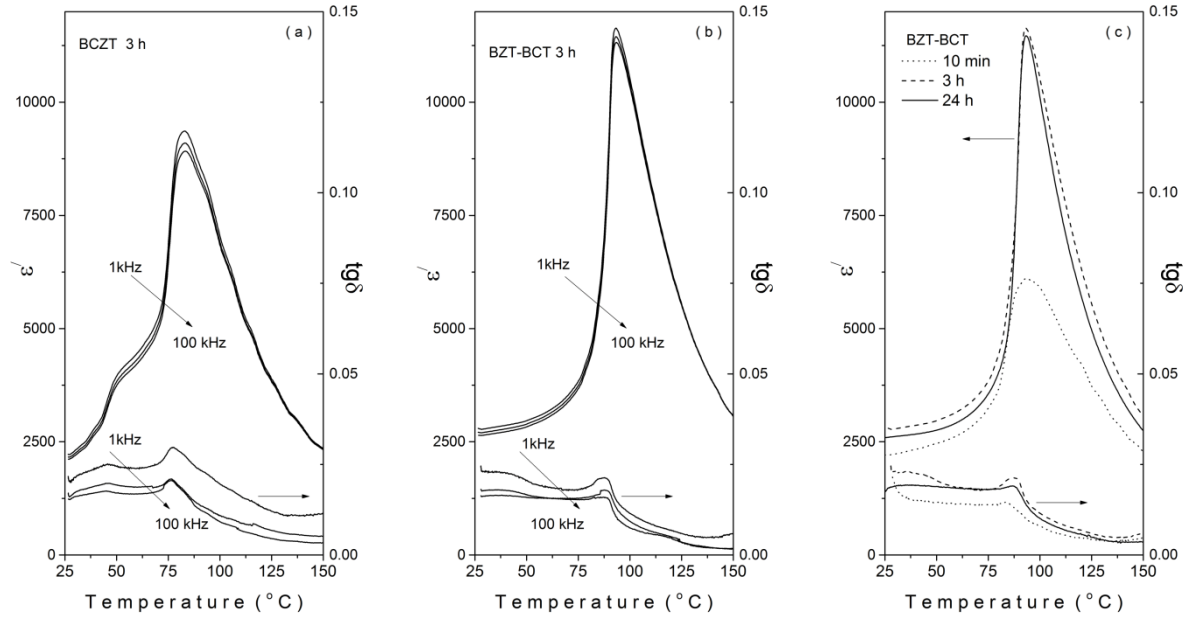 ( a )
BCZT 3 h
0.15
10000
7500
5000
2500
0
ε′
0.10
0.05
0.00
tgδ
1kHz
100 kHz
1kHz
100 kHz
25 50 75 100 125 150
Temperature (°C)
( b )
BZT-BCT 3 h
0.15
10000
7500
5000
2500
0
ε′
0.10
0.05
0.00
tgδ
1kHz
100 kHz
1kHz
100 kHz
25 50 75 100 125 150
Temperature (°C)
( c )
BZT-BCT
10 min
3 h
24 h
0.15
10000
7500
5000
2500
0
ε′
0.10
0.05
0.00
tgδ
25 50 75 100 125 150
Temperature (°C)